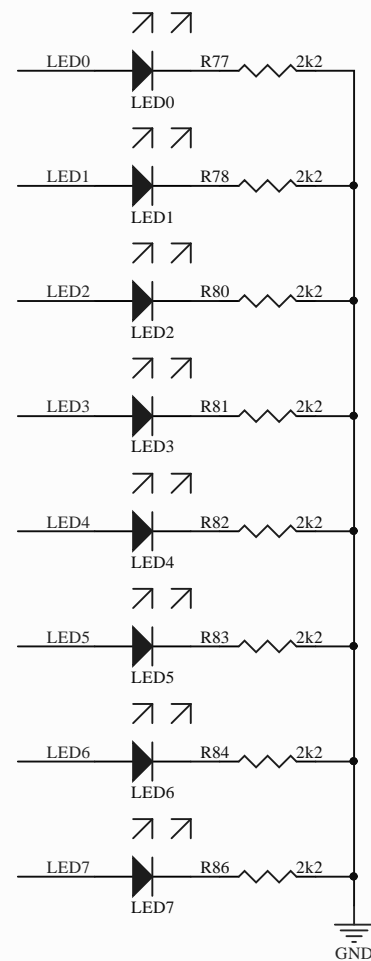 LED0 R77 2k2
LED0
LED1 R78 2k2
LED1
LED2 R80 2k2
LED2
LED3 R81 2k2
LED3
LED4 R82 2k2
LED4
LED5 R83 2k2
LED5
LED6 R84 2k2
LED6
LED7 R86 2k2
LED7
GND